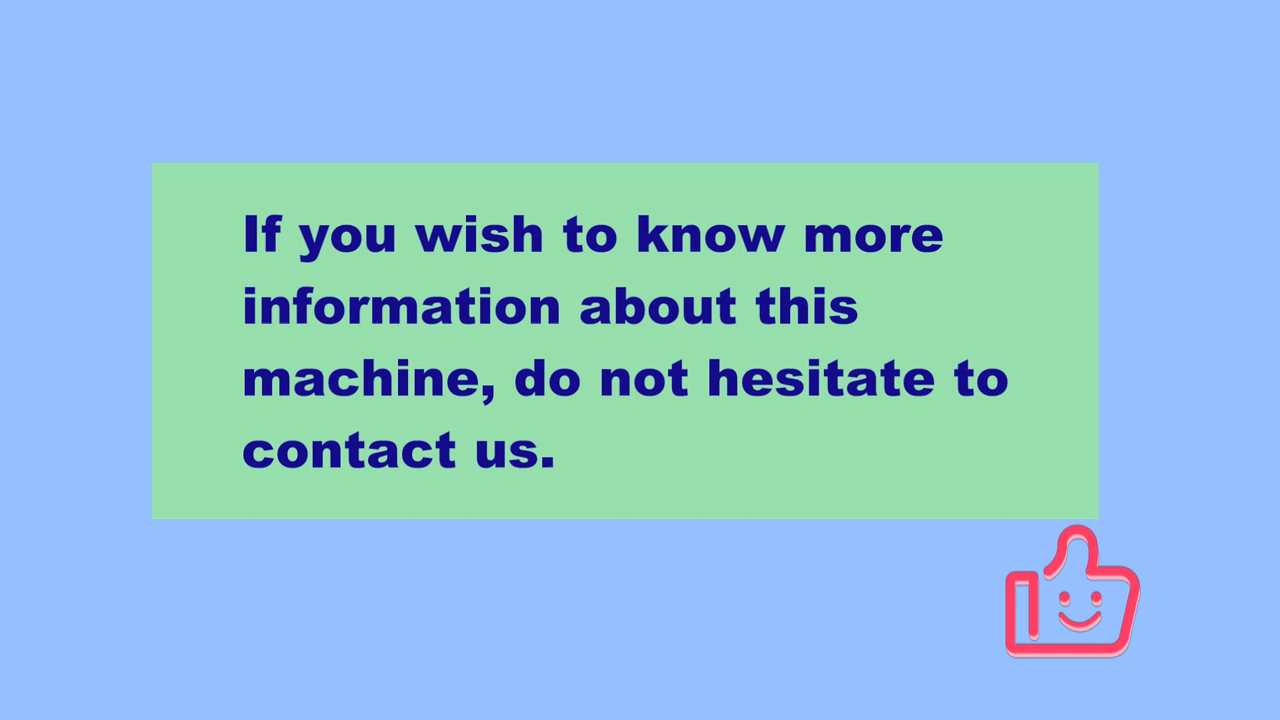 If you wish to know more
information about this
machine, do not hesitate to
contact us.